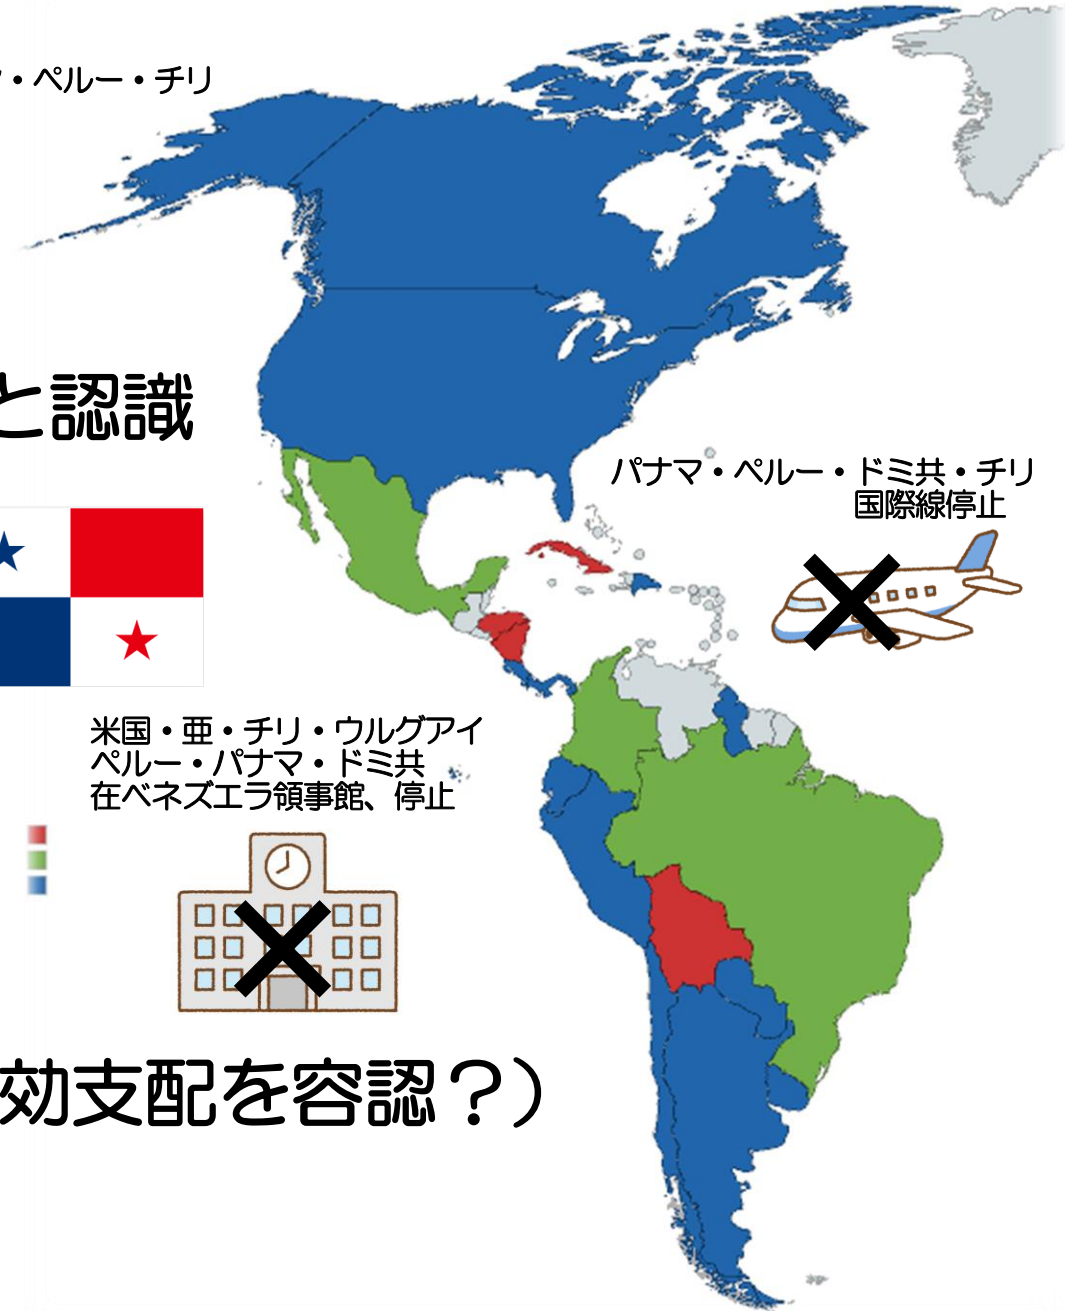 ・ペルー・チリ
と認識
パナマ・ペルー・ドミ共・チリ
国際線停止
米国・亜・チリ・ウルグアイ
ペルー・パナマ・ドミ共
在ベネズエラ領事館、停止
効支配を容認？）